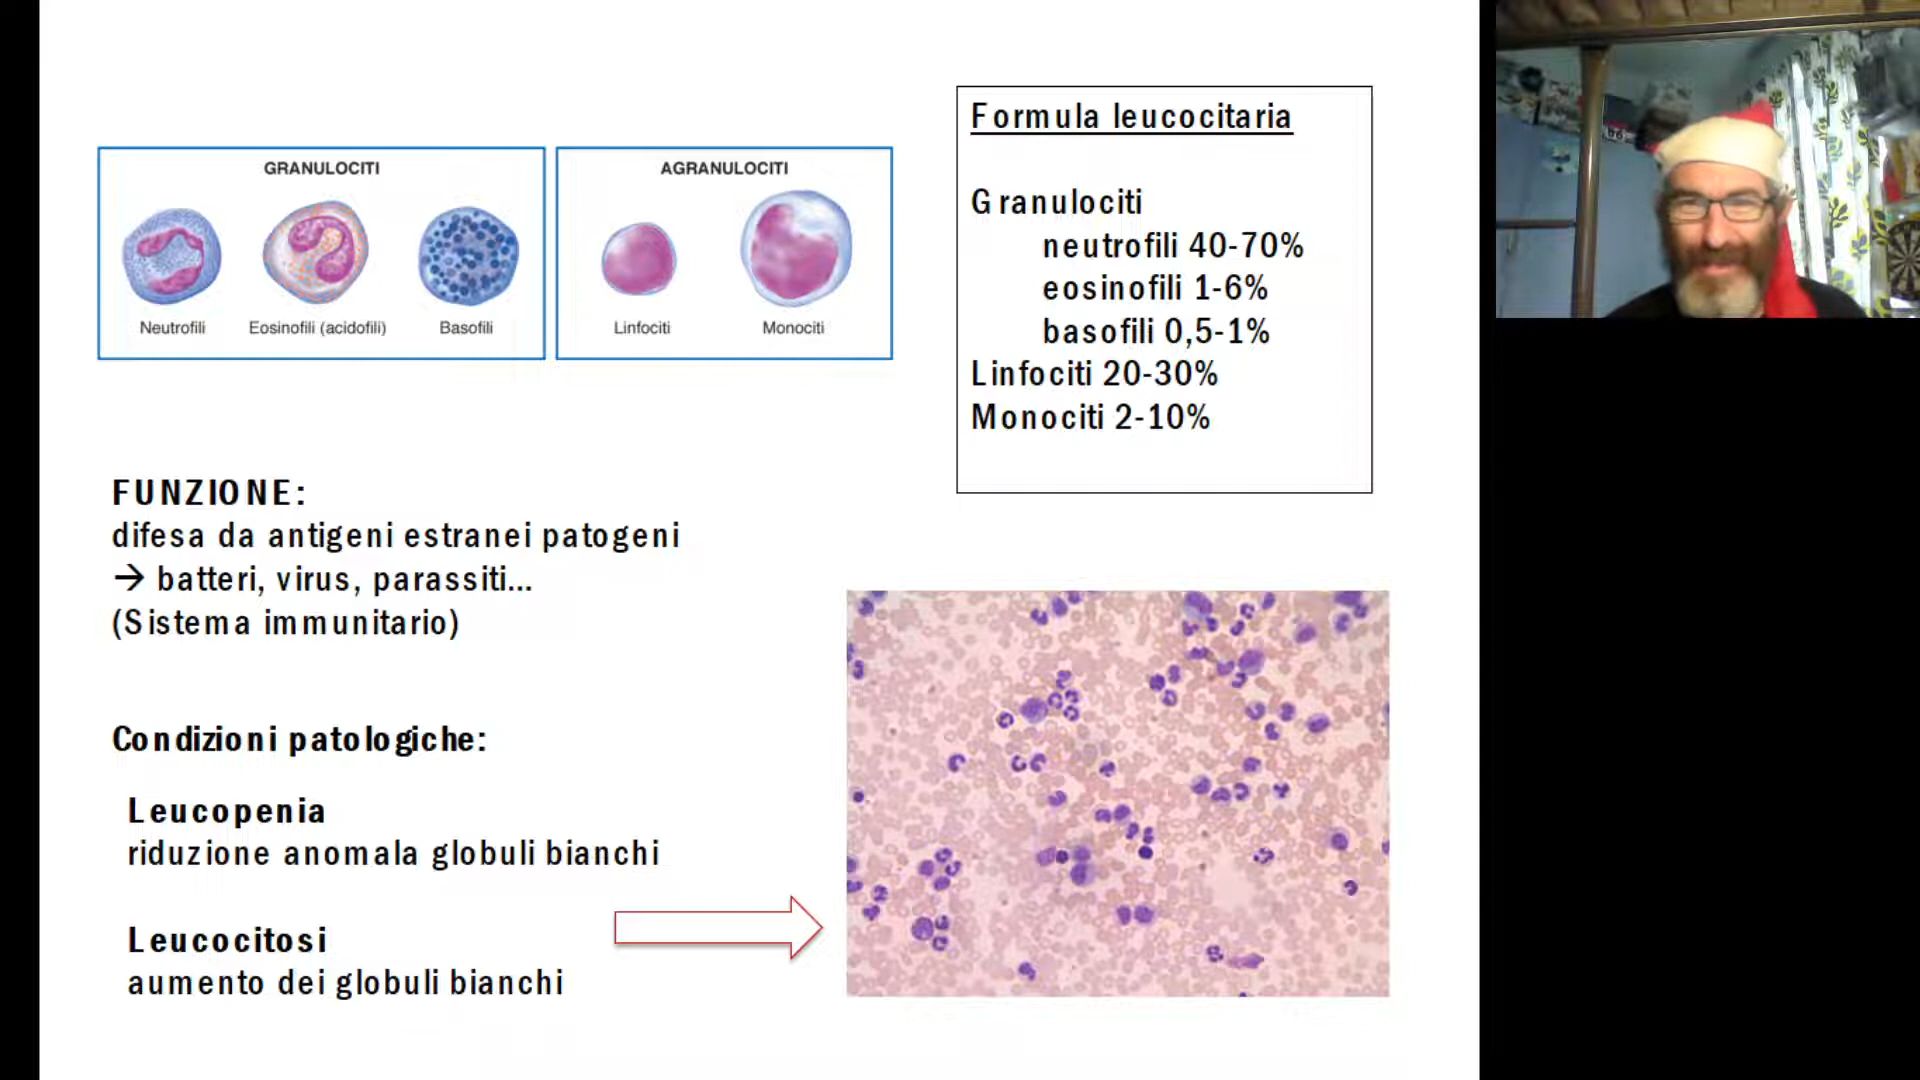 GRANULOCITI
Neutrofili
Eosinofili (acidofili)
Basofili
AGRANULOCITI
Linfociti
Monociti
Formula leucocitaria
Granulociti
neutrofili 40-70%
eosinofili 1-6%
basofili 0,5-1%
Linfociti 20-30%
Monociti 2-10%
FUNZIONE:
difesa da antigeni estranei patogeni
→ batteri, virus, parassiti...
(Sistema immunitario)
Condizioni patologiche:
Leucopenia
riduzione anomala globuli bianchi
Leucocitosi
aumento dei globuli bianchi